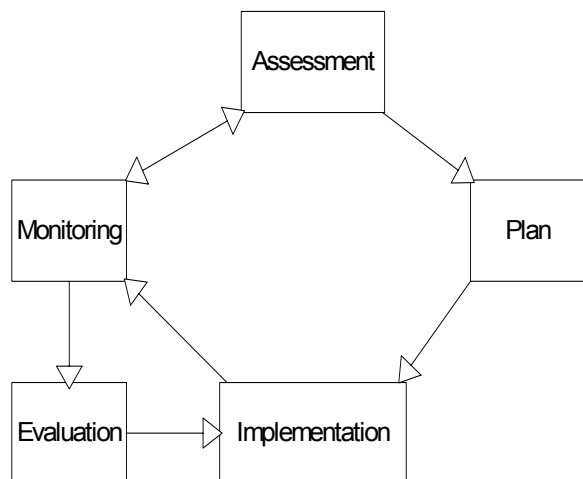 Assessment
Monitoring
Plan
Evaluation
Implementation